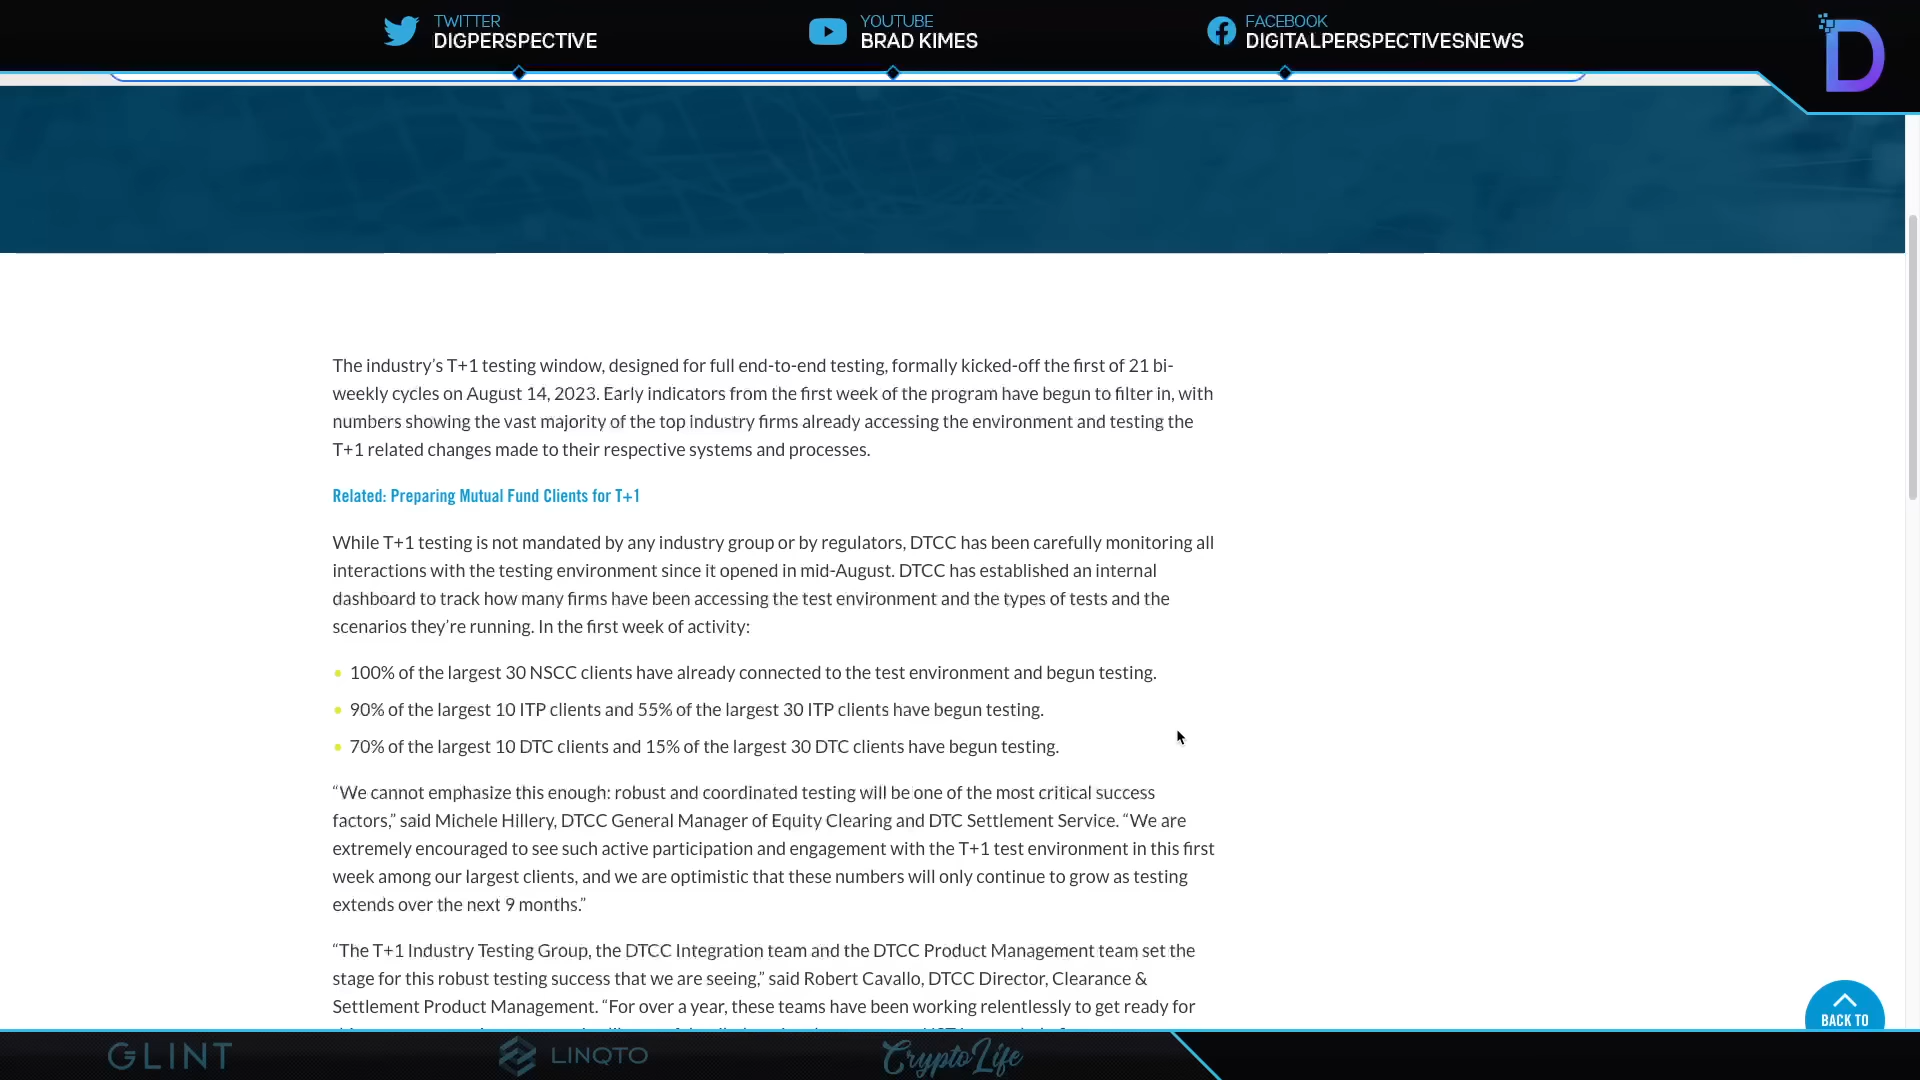 TWITTER
DIGPERSPECTIVE
YOUTUBE
BRAD KIMES
FACEBOOK
DIGITALPERSPECTIVESNEWS
D
The industry’s T+1 testing window, designed for full end-to-end testing, formally kicked-off the first of 21 bi-
weekly cycles on August 14, 2023. Early indicators from the first week of the program have begun to filter in, with
numbers showing the vast majority of the top industry firms already accessing the environment and testing the
T+1 related changes made to their respective systems and processes.
Related: Preparing Mutual Fund Clients for T+1
While T+1 testing is not mandated by any industry group or by regulators, DTCC has been carefully monitoring all
interactions with the testing environment since it opened in mid-August. DTCC has established an internal
dashboard to track how many firms have been accessing the test environment and the types of tests and the
scenarios they’re running. In the first week of activity:
• 100% of the largest 30 NSCC clients have already connected to the test environment and begun testing.
• 90% of the largest 10 ITP clients and 55% of the largest 30 ITP clients have begun testing.
• 70% of the largest 10 DTC clients and 15% of the largest 30 DTC clients have begun testing.
“We cannot emphasize this enough: robust and coordinated testing will be one of the most critical success
factors,” said Michele Hillery, DTCC General Manager of Equity Clearing and DTC Settlement Service. “We are
extremely encouraged to see such active participation and engagement with the T+1 test environment in this first
week among our largest clients, and we are optimistic that these numbers will only continue to grow as testing
extends over the next 9 months.”
“The T+1 Industry Testing Group, the DTCC Integration team and the DTCC Product Management team set the
stage for this robust testing success that we are seeing,” said Robert Cavallo, DTCC Director, Clearance &
Settlement Product Management. “For over a year, these teams have been working relentlessly to get ready for
BACK TO
GLINT
LINQTO
CryptoLife